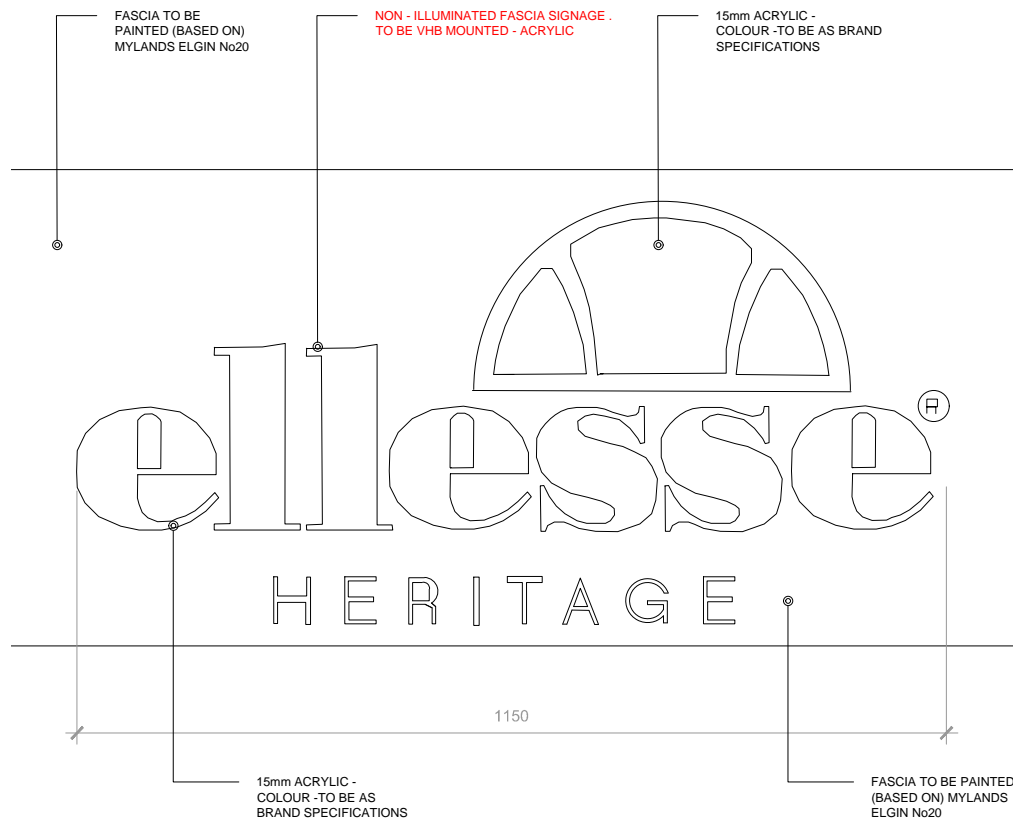 FASCIA TO BE
PAINTED (BASED ON)
MYLANDS ELGIN No20
NON - ILLUMINATED FASCIA SIGNAGE .
TO BE VHB MOUNTED - ACRYLIC
15mm ACRYLIC -
COLOUR -TO BE AS BRAND
SPECIFICATIONS
ellesse ®
HERITAGE
1150
15mm ACRYLIC -
COLOUR -TO BE AS
BRAND SPECIFICATIONS
FASCIA TO BE PAINTED
(BASED ON) MYLANDS
ELGIN No20